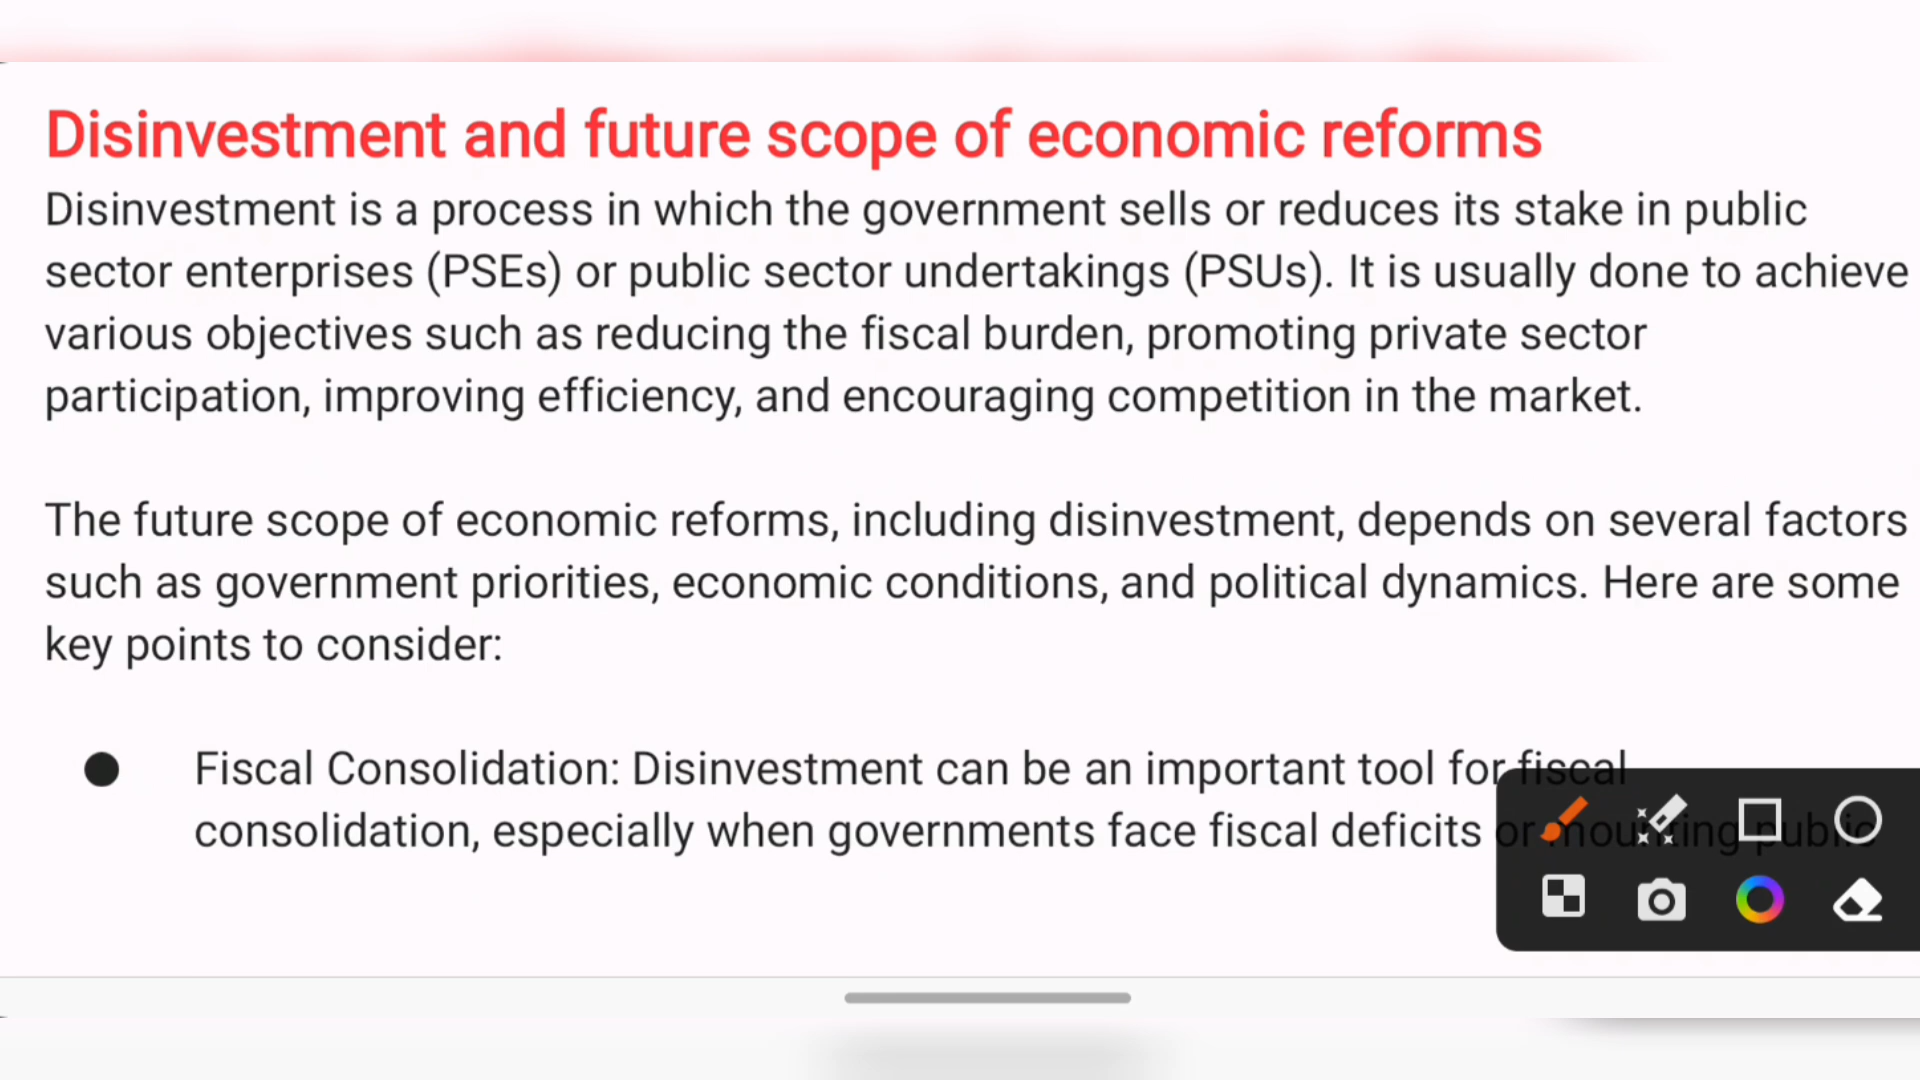 Disinvestment and future scope of economic reforms
Disinvestment is a process in which the government sells or reduces its stake in public
sector enterprises (PSEs) or public sector undertakings (PSUs). It is usually done to achieve
various objectives such as reducing the fiscal burden, promoting private sector
participation, improving efficiency, and encouraging competition in the market.
The future scope of economic reforms, including disinvestment, depends on several factors
such as government priorities, economic conditions, and political dynamics. Here are some
key points to consider:
● Fiscal Consolidation: Disinvestment can be an important tool for fiscal
consolidation, especially when governments face fiscal deficits or mounting public